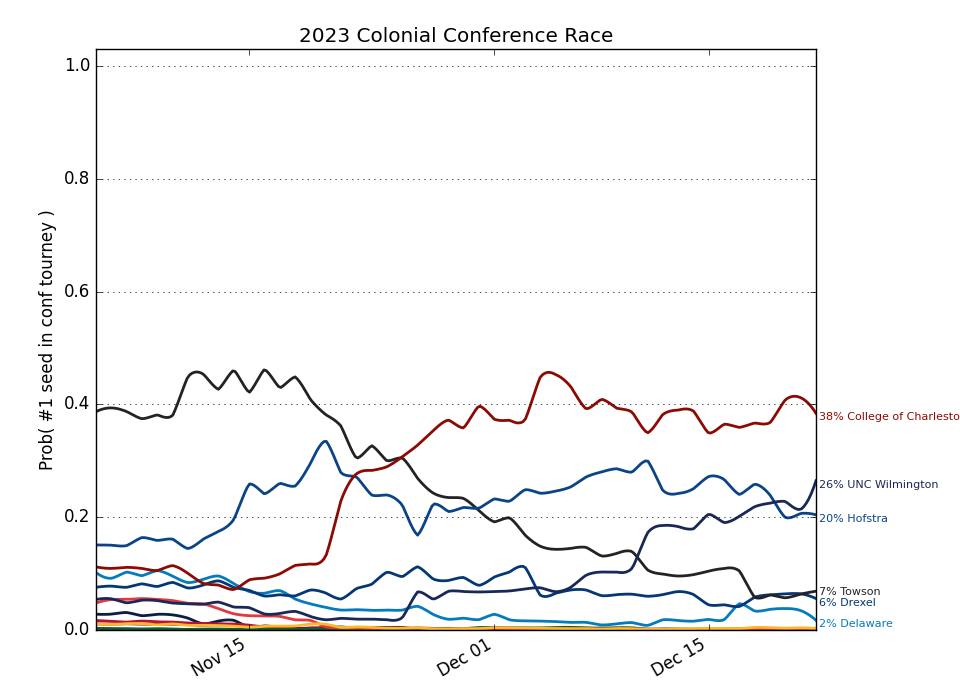 2023 Colonial Conference Race
Prob( #1 seed in conf tourney )
1.0
0.8
0.6
0.4
0.2
0.0
Nov 15
Dec 01
Dec 15
38% College of Charlesto
26% UNC Wilmington
20% Hofstra
7% Towson
6% Drexel
2% Delaware